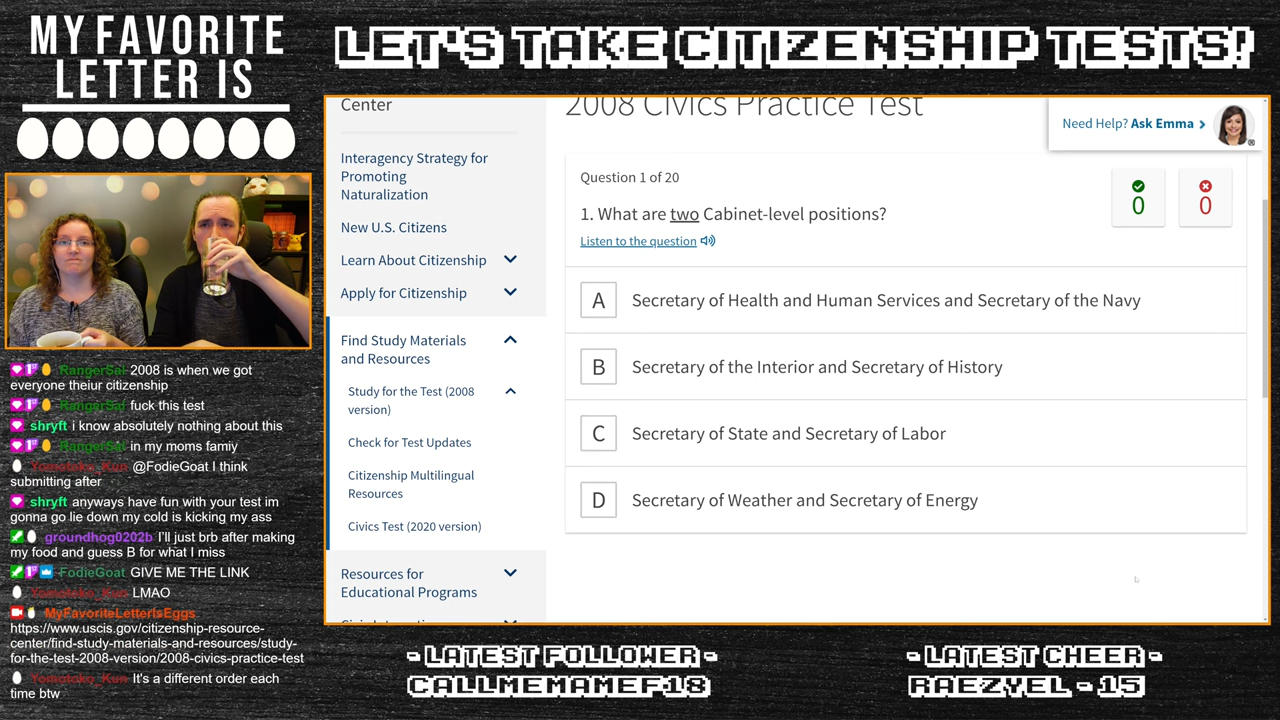 MY FAVORITE
LETTER IS
LET'S TAKE CITIZENSHIP TESTS!
Center
Interagency Strategy for
Promoting
Naturalization
New U.S. Citizens
Learn About Citizenship
Apply for Citizenship
Find Study Materials
and Resources
Study for the Test (2008
version)
Check for Test Updates
Citizenship Multilingual
Resources
Civics Test (2020 version)
Resources for
Educational Programs
2008 Civics Practice Test
Need Help? Ask Emma
Question 1 of 20
0
0
1. What are two Cabinet-level positions?
Listen to the question
A Secretary of Health and Human Services and Secretary of the Navy
B Secretary of the Interior and Secretary of History
C Secretary of State and Secretary of Labor
D Secretary of Weather and Secretary of Energy
RangerSal 2008 is when we got
everyone theiur citizenship
RangerSal fuck this test
shryft i know absolutely nothing about this
RangerSal in my moms famiy
Yomotoko_Kun @FodieGoat I think
submitting after
shryft anyways have fun with your test im
gonna go lie down my cold is kicking my ass
groundhog0202b I'll just brb after making
my food and guess B for what I miss
FodieGoat GIVE ME THE LINK
Yomotoko_Kun LMAO
MyFavoriteLetterIsEggs
https://www.uscis.gov/citizenship-resource-
center/find-study-materials-and-resources/study-
for-the-test-2008-version/2008-civics-practice-test
Yomotoko_Kun It's a different order each
time btw
- LATEST FOLLOWER -
CALLMEMAMEP18
- LATEST CHEER -
RAEZYEL - 15